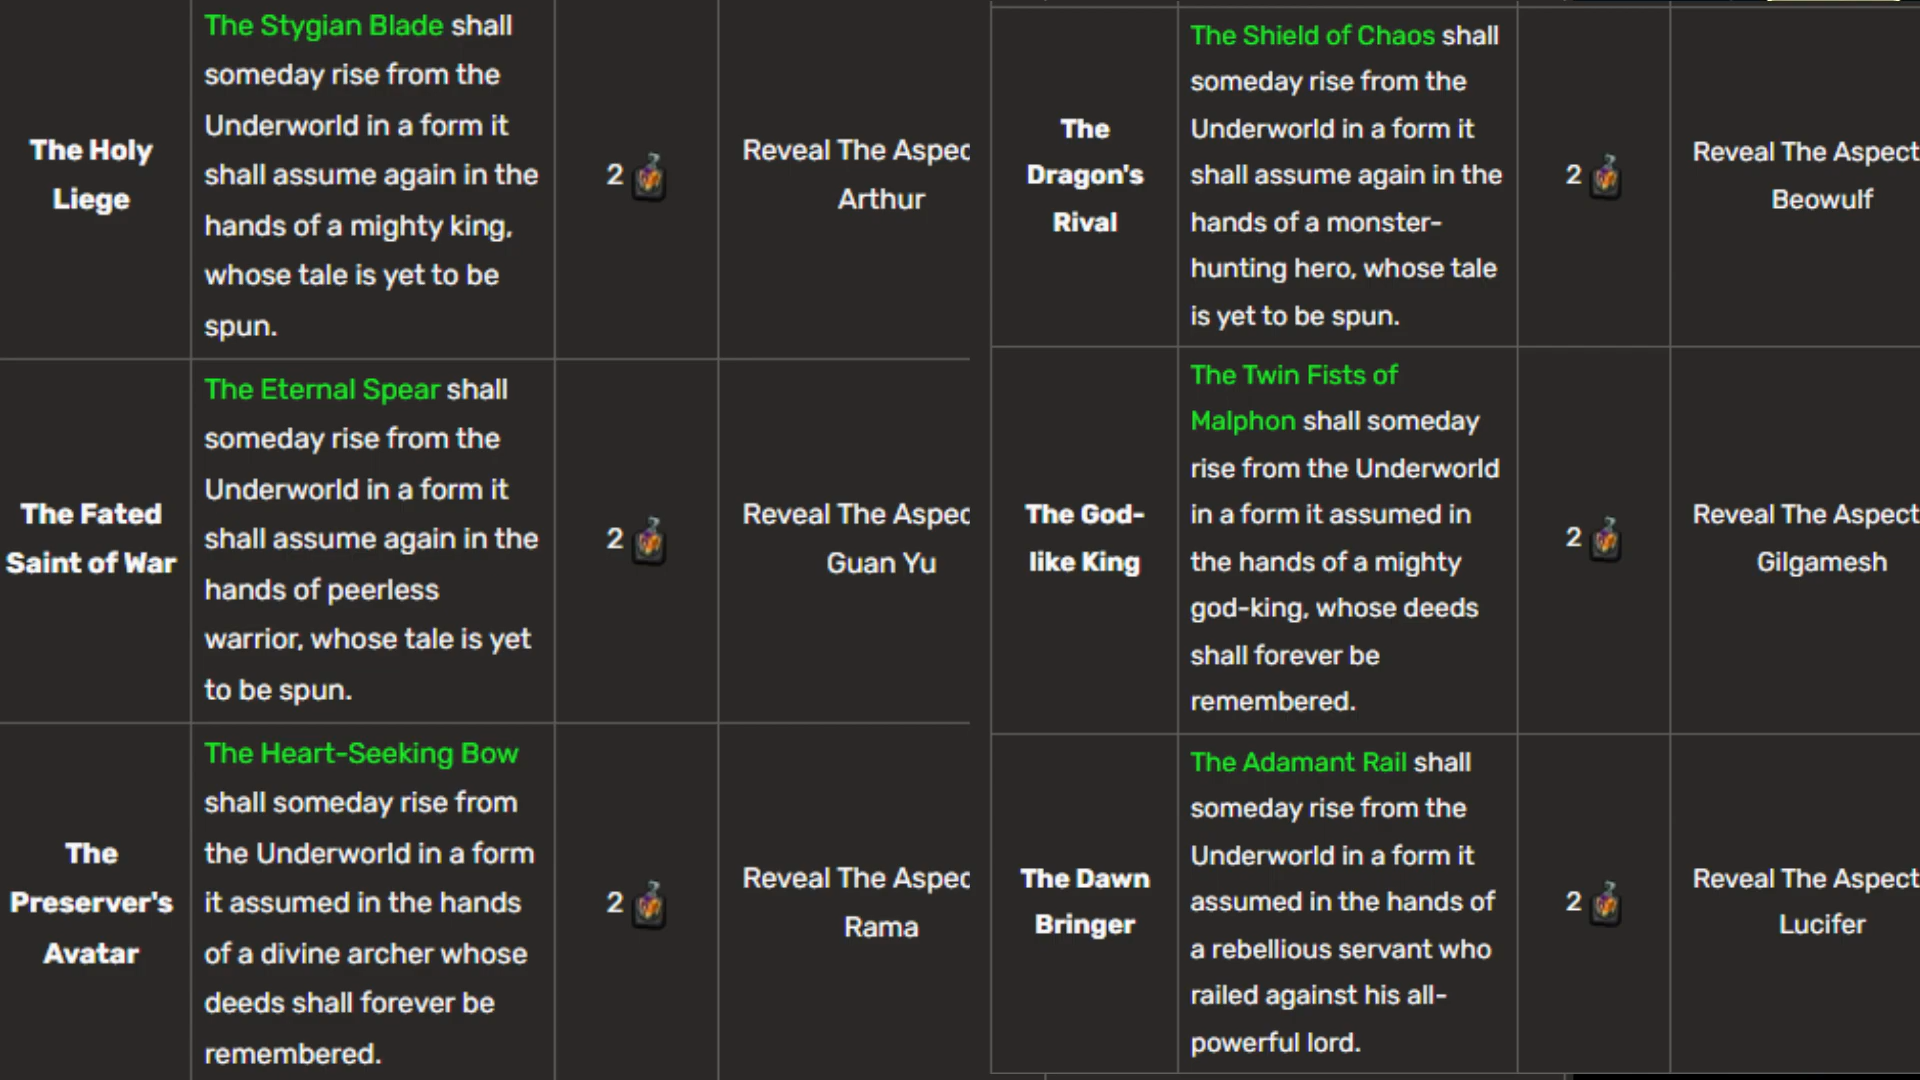 The Holy
Liege
The Stygian Blade shall
someday rise from the
Underworld in a form it
shall assume again in the
hands of a mighty king,
whose tale is yet to be
spun.
2
Reveal The Aspec
Arthur
The Fated
Saint of War
The Eternal Spear shall
someday rise from the
Underworld in a form it
shall assume again in the
hands of peerless
warrior, whose tale is yet
to be spun.
2
Reveal The Aspec
Guan Yu
The
Preserver's
Avatar
The Heart-Seeking Bow
shall someday rise from
the Underworld in a form
it assumed in the hands
of a divine archer whose
deeds shall forever be
remembered.
2
Reveal The Aspec
Rama
The
Dragon's
Rival
The Shield of Chaos shall
someday rise from the
Underworld in a form it
shall assume again in the
hands of a monster-
hunting hero, whose tale
is yet to be spun.
2
Reveal The Aspect
Beowulf
The God-
like King
The Twin Fists of
Malphon shall someday
rise from the Underworld
in a form it assumed in
the hands of a mighty
god-king, whose deeds
shall forever be
remembered.
2
Reveal The Aspect
Gilgamesh
The Dawn
Bringer
The Adamant Rail shall
someday rise from the
Underworld in a form it
assumed in the hands of
a rebellious servant who
railed against his all-
powerful lord.
2
Reveal The Aspect
Lucifer